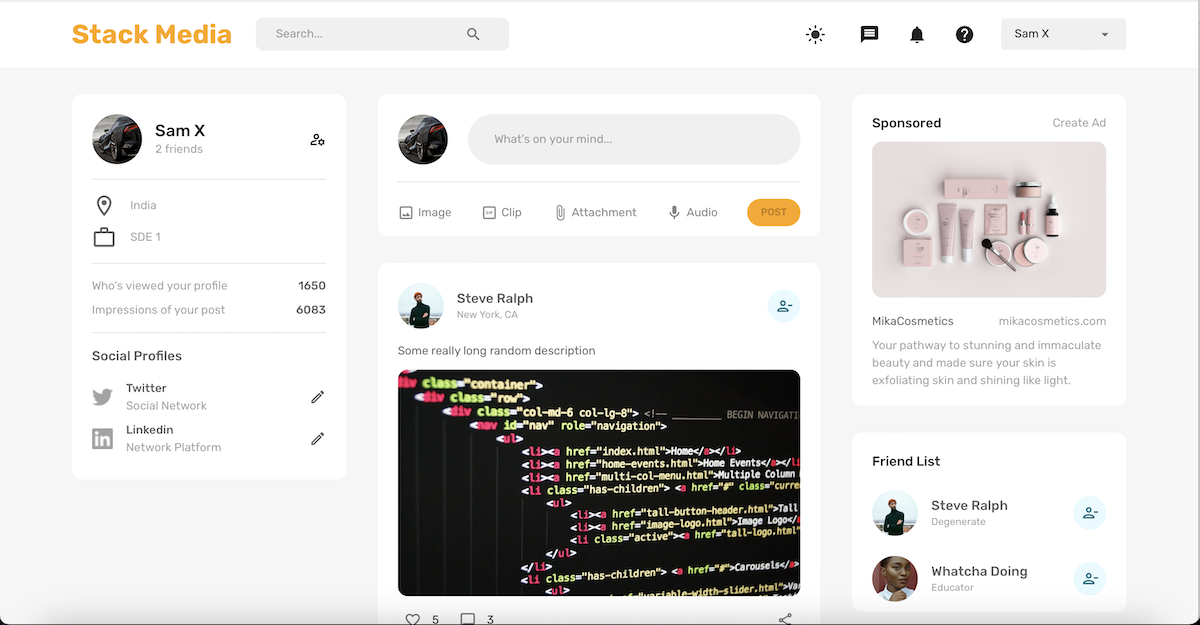 Stack Media
Search...
Sam X
Sam X
2 friends
India
SDE 1
Who's viewed your profile 1650
Impressions of your post 6083
Social Profiles
Twitter
Social Network
Linkedin
Network Platform
What's on your mind...
Image Clip Attachment Audio POST
Steve Ralph
New York, CA
Some really long random description
div class="container">
<div class="row">
<div class="col-md-6 col-lg-8"> <!-- BEGIN NAVIGATI
<nav id="nav" role="navigation">
<ul>
<li><a href="index.html">Home</a></li>
<li><a href="home-events.html">Home Events</a></li
<li><a href="multi-col-menu.html">Multiple Column
<li class="has-children"> <a href="#" class="curre
<ul>
<li><a href="tall-button-header.html">Tall
<li><a href="image-logo.html">Image Logo</a
<li class="active"><a href="tall-logo.html"
</ul>
</li>
<li class="has-children"> <a href="#">Carousels</a>
<ul>
<li><a href="variable-width-slider.html">Va
5 3
Sponsored Create Ad
MikaCosmetics mikacosmetics.com
Your pathway to stunning and immaculate
beauty and made sure your skin is
exfoliating skin and shining like light.
Friend List
Steve Ralph
Degenerate
Whatcha Doing
Educator